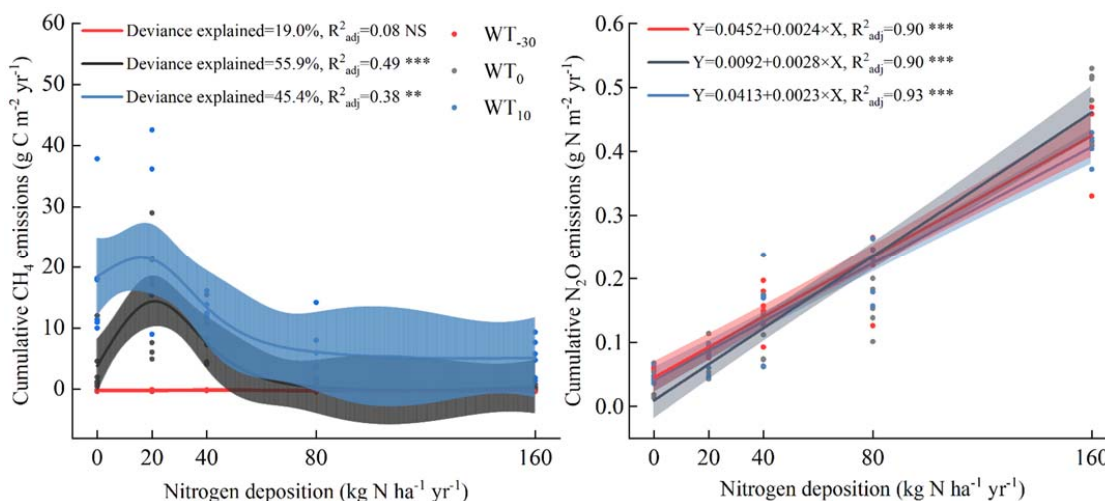 Deviance explained=19.0%, R²adj=0.08 NS
Deviance explained=55.9%, R²adj=0.49 ***
Deviance explained=45.4%, R²adj=0.38 **
WT-30
WT0
WT10
Cumulative CH4 emissions (g C m⁻² yr⁻¹)
60
50
40
30
20
10
0
0 20 40 80 160
Nitrogen deposition (kg N ha⁻¹ yr⁻¹)
Y=0.0452+0.0024×X, R²adj=0.90 ***
Y=0.0092+0.0028×X, R²adj=0.90 ***
Y=0.0413+0.0023×X, R²adj=0.93 ***
Cumulative N2O emissions (g N m⁻² yr⁻¹)
0.6
0.5
0.4
0.3
0.2
0.1
0.0
0 20 40 80 160
Nitrogen deposition (kg N ha⁻¹ yr⁻¹)